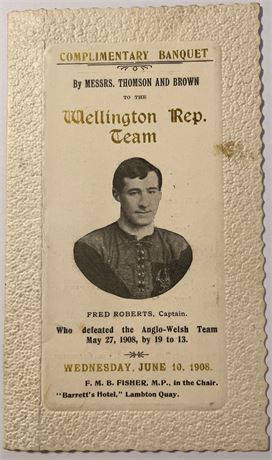 COMPLIMENTARY BANQUET
By MESSRS. THOMSON AND BROWN
TO THE
Wellington Rep.
Team
FRED ROBERTS, Captain.
Who defeated the Anglo-Welsh Team
May 27, 1908, by 19 to 13.
WEDNESDAY, JUNE 10, 1908.
F. M. B. FISHER, M.P., in the Chair.
"Barrett's Hotel," Lambton Quay.